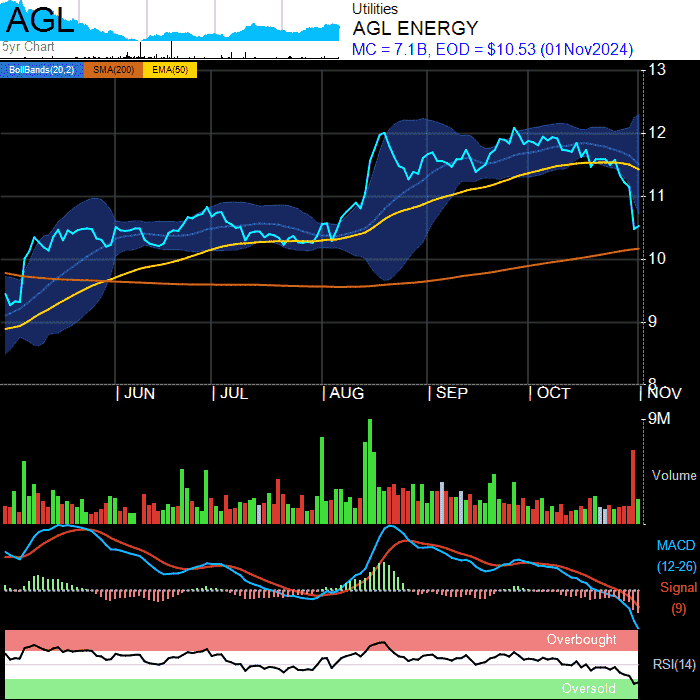 AGL
5yr Chart
Utilities
AGL ENERGY
MC = 7.1B, EOD = $10.53 (01Nov2024)
BollBands(20,2) SMA(200) EMA(50)
13
12
11
10
9
8
JUN JUL AUG SEP OCT NOV
9M
Volume
MACD
(12-26)
Signal
(9)
Overbought
RSI(14)
Oversold